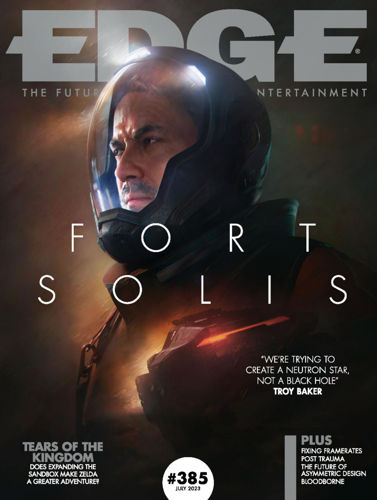 EDGE®
THE FUTUR ENTERTAINMENT
FORT
SOLIS
"WE'RE TRYING TO
CREATE A NEUTRON STAR,
NOT A BLACK HOLE"
TROY BAKER
TEARS OF THE
KINGDOM
DOES EXPANDING THE
SANDBOX MAKE ZELDA
A GREATER ADVENTURE?
#385
JULY 2023
PLUS
FIXING FRAMERATES
POST TRAUMA
THE FUTURE OF
ASYMMETRIC DESIGN
BLOODBORNE